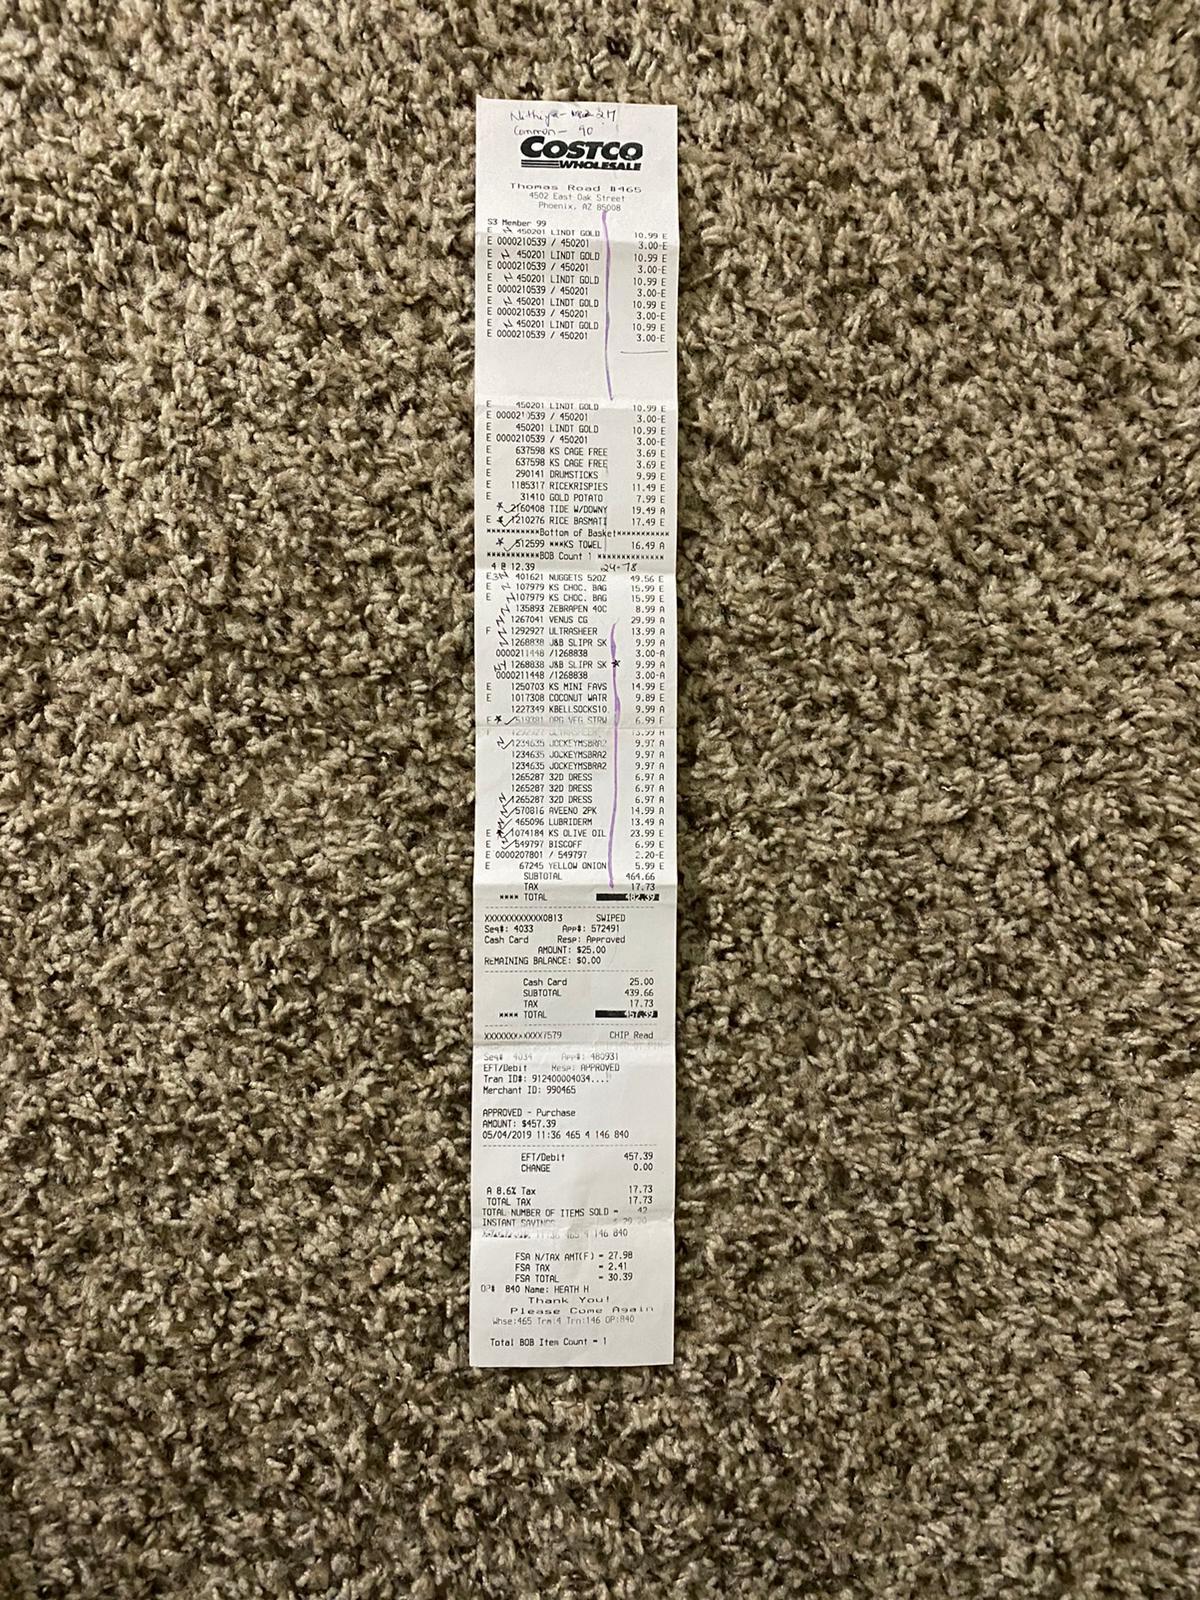 Common - 90
COSTCO
WHOLESALE
Thomas Road #465
4502 East Oak Street
Phoenix, AZ 85008
S3 Member 99
E N 450201 LINDT GOLD 10.99 E
E 0000210539 / 450201 3.00-E
E N 450201 LINDT GOLD 10.99 E
E 0000210539 / 450201 3.00-E
E N 450201 LINDT GOLD 10.99 E
E 0000210539 / 450201 3.00-E
E N 450201 LINDT GOLD 10.99 E
E 0000210539 / 450201 3.00-E
E N 450201 LINDT GOLD 10.99 E
E 0000210539 / 450201 3.00-E
E 450201 LINDT GOLD 10.99 E
E 0000210539 / 450201 3.00-E
450201 LINDT GOLD 10.99 E
E 0000210539 / 450201 3.00-E
E 637598 KS CAGE FREE 3.69 E
E 637598 KS CAGE FREE 3.69 E
E 290141 DRUMSTICKS 9.99 E
E 1185317 RICEKRISPIES 11.49 E
E 31410 GOLD POTATO 7.99 E
* 2160408 TIDE W/DOWNY 19.49 A
E * 1210276 RICE BASMATI 17.49 E
**********Bottom of Basket**********
* 512599 ***KS TOWEL 16.49 A
**********BOB Count 1 *************
4 @ 12.39 24-78
E 3N 401621 NUGGETS 52OZ 49.56 E
E N 107979 KS CHOC. BAG 15.99 E
E N 107979 KS CHOC. BAG 15.99 E
135893 ZEBRAPEN 40C 8.99 A
1267041 VENUS CG 29.99 A
F 1292927 ULTRASHEER 13.99 A
1268838 J&B SLIPR SK 9.99 A
0000211448 /1268838 3.00-A
1268838 J&B SLIPR SK * 9.99 A
0000211448 /1268838 3.00-A
E 1250703 KS MINI FAVS 14.99 E
E 1017308 COCONUT WATR 9.89 E
1227349 KBELLSOCKS10. 9.99 A
* 519381 ORG VEG STRW 6.99
F 1292927 ULTRASHEER 13.99 A
N 1234635 JOCKEYMSBRA2 9.97 A
1234635 JOCKEYMSBRA2 9.97 A
1234635 JOCKEYMSBRA2 9.97 A
1265287 32D DRESS 6.97 A
1265287 32D DRESS 6.97 A
1265287 32D DRESS 6.97 A
570816 AVEENO 2PK 14.99 A
465096 LUBRIDERM 13.49 A
E * 1074184 KS OLIVE OIL 23.99 E
E 549797 BISCOFF 6.99 E
E 0000207801 / 549797 2.20-E
E 67245 YELLOW ONION 5.99 E
SUBTOTAL 464.66
TAX 17.73
**** TOTAL 482.39
XXXXXXXXXXXX0813 SWIPED
Seq#: 4033 App#: 572491
Cash Card Resp: Approved
AMOUNT: $25.00
REMAINING BALANCE: $0.00
Cash Card 25.00
SUBTOTAL 439.66
TAX 17.73
**** TOTAL 457.39
XXXXXXXXXXXX7579 CHIP Read
Seq# 4034 App#: 480931
EFT/Debit Resp: APPROVED
Tran ID#: 912400004034....
Merchant ID: 990465
APPROVED - Purchase
AMOUNT: $457.39
05/04/2019 11:36 465 4 146 840
EFT/Debit 457.39
CHANGE 0.00
A 8.6% Tax 17.73
TOTAL TAX 17.73
TOTAL NUMBER OF ITEMS SOLD = 42
INSTANT SAVINGS $ 29.20
11:36 465 4 146 840
FSA N/TAX AMT(F) = 27.98
FSA TAX = 2.41
FSA TOTAL = 30.39
OP# 840 Name: HEATH H
Thank You!
Please Come Again
Whse:465 Trm:4 Trn:146 OP:840
Total BOB Item Count = 1